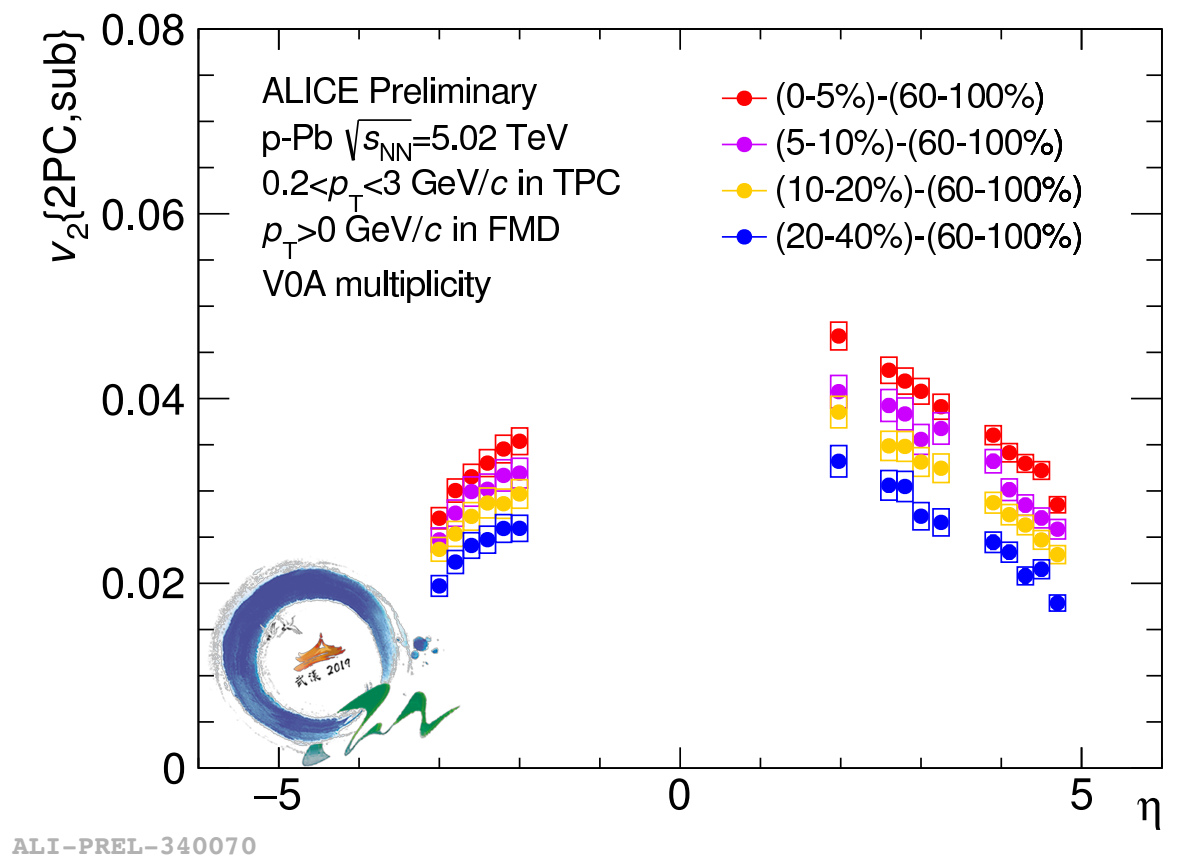 v2{2PC,sub}
0.08
0.06
0.04
0.02
0
ALICE Preliminary
p-Pb √sNN=5.02 TeV
0.2<pT<3 GeV/c in TPC
pT>0 GeV/c in FMD
V0A multiplicity
(0-5%)-(60-100%)
(5-10%)-(60-100%)
(10-20%)-(60-100%)
(20-40%)-(60-100%)
武漢 2019
−5 0 5
η
ALI-PREL-340070